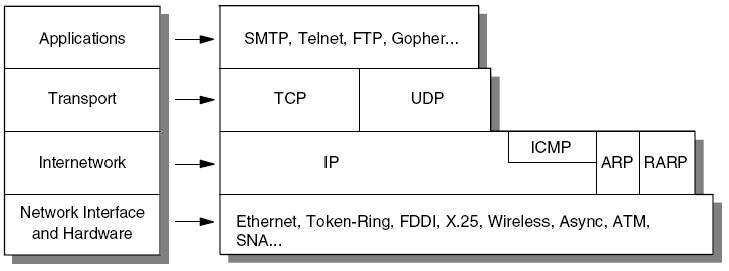 Applications
SMTP, Telnet, FTP, Gopher...
Transport
TCP
UDP
Internetwork
IP
ICMP
ARP
RARP
Network Interface
and Hardware
Ethernet, Token-Ring, FDDI, X.25, Wireless, Async, ATM,
SNA...